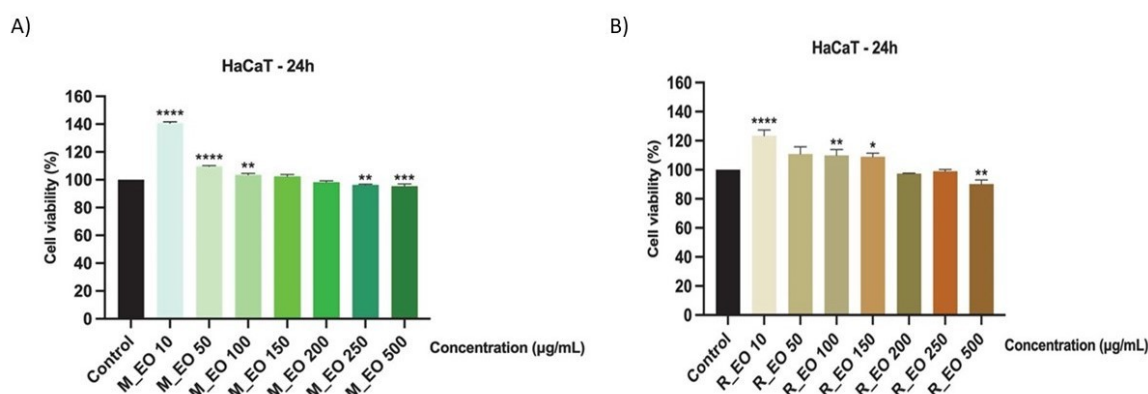 A)
HaCaT - 24h
Cell viability (%)
160
140
120
100
80
60
40
20
0
****
****
**
**
***
Control
M_EO 10
M_EO 50
M_EO 100
M_EO 150
M_EO 200
M_EO 250
M_EO 500
Concentration (µg/mL)
B)
HaCaT - 24h
Cell viability (%)
160
140
120
100
80
60
40
20
0
****
**
*
**
Control
R_EO 10
R_EO 50
R_EO 100
R_EO 150
R_EO 200
R_EO 250
R_EO 500
Concentration (µg/mL)